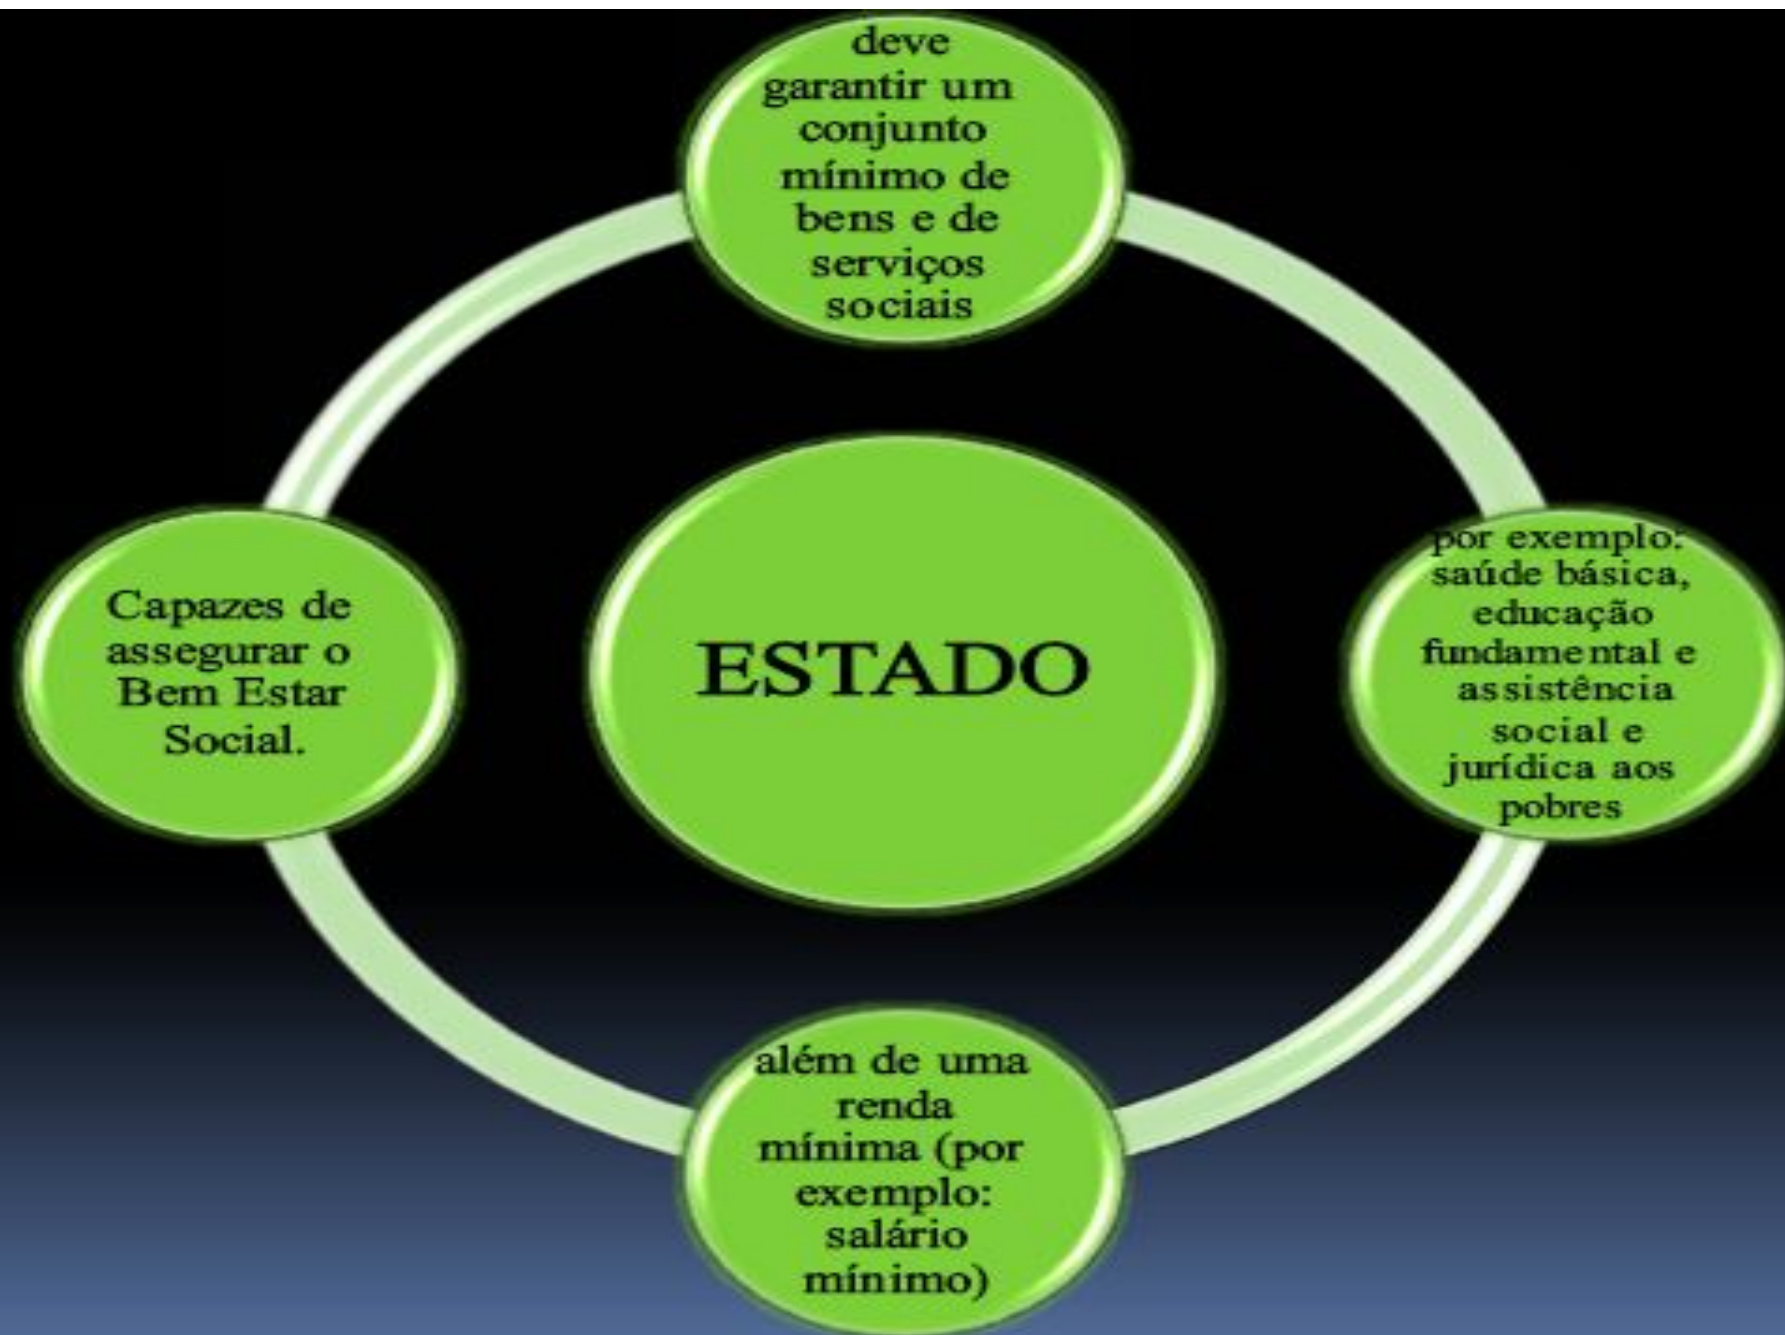 ESTADO
deve
garantir um
conjunto
mínimo de
bens e de
serviços
sociais
por exemplo:
saúde básica,
educação
fundamental e
assistência
social e
jurídica aos
pobres
além de uma
renda
mínima (por
exemplo:
salário
mínimo)
Capazes de
assegurar o
Bem Estar
Social.